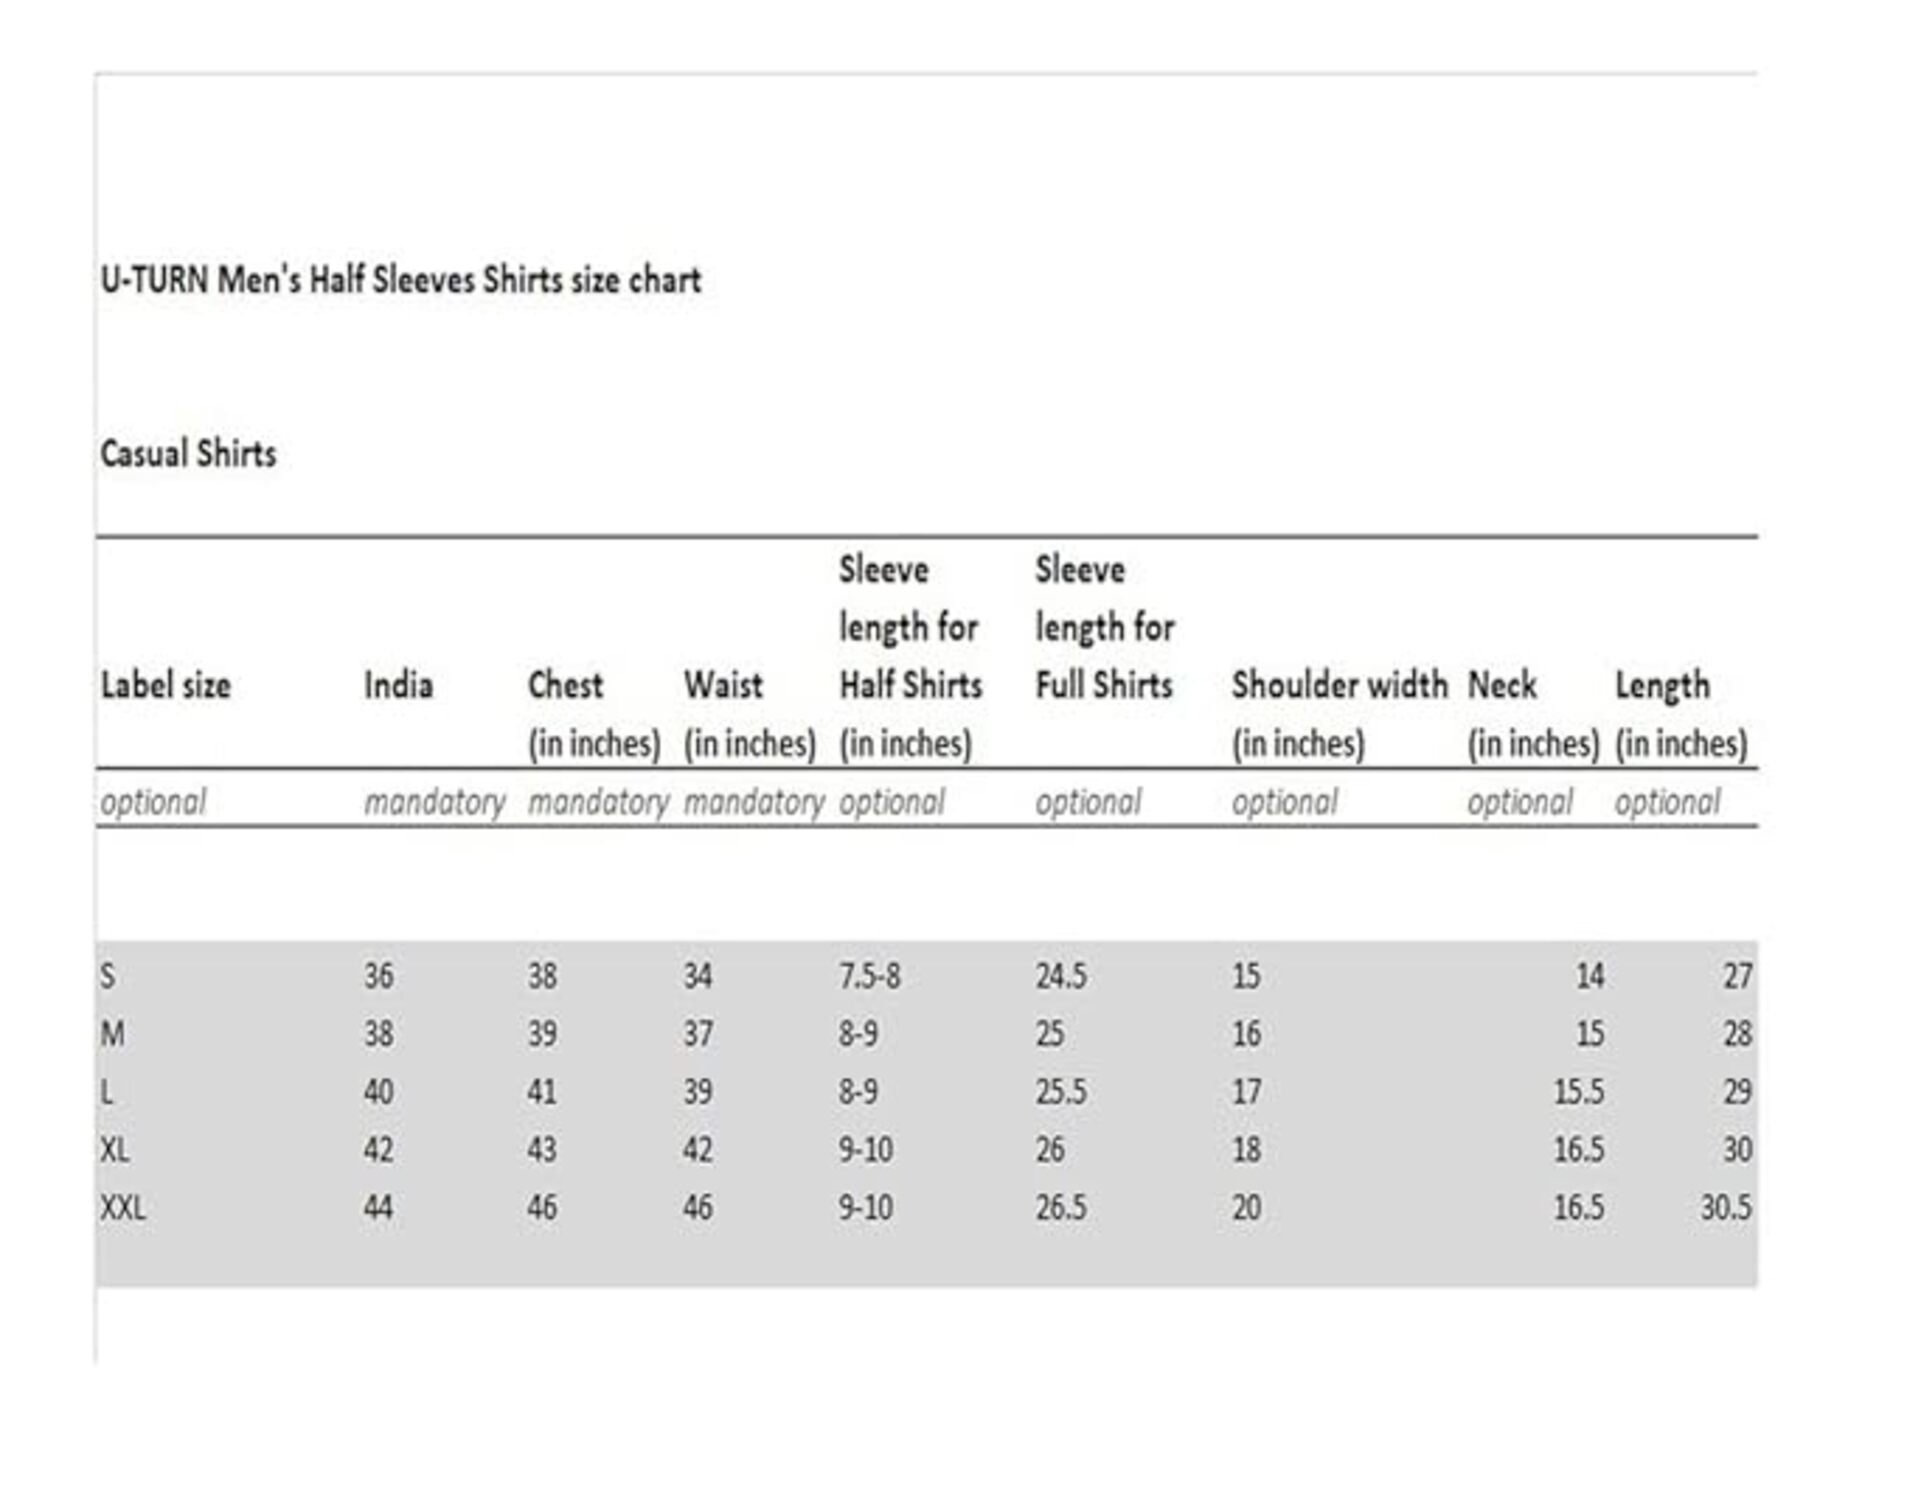 U-TURN Men's Half Sleeves Shirts size chart
Casual Shirts
Sleeve Sleeve
length for length for
Label size India Chest Waist Half Shirts Full Shirts Shoulder width Neck Length
(in inches) (in inches) (in inches) (in inches) (in inches) (in inches)
optional mandatory mandatory mandatory optional optional optional optional optional
S 36 38 34 7.5-8 24.5 15 14 27
M 38 39 37 8-9 25 16 15 28
L 40 41 39 8-9 25.5 17 15.5 29
XL 42 43 42 9-10 26 18 16.5 30
XXL 44 46 46 9-10 26.5 20 16.5 30.5